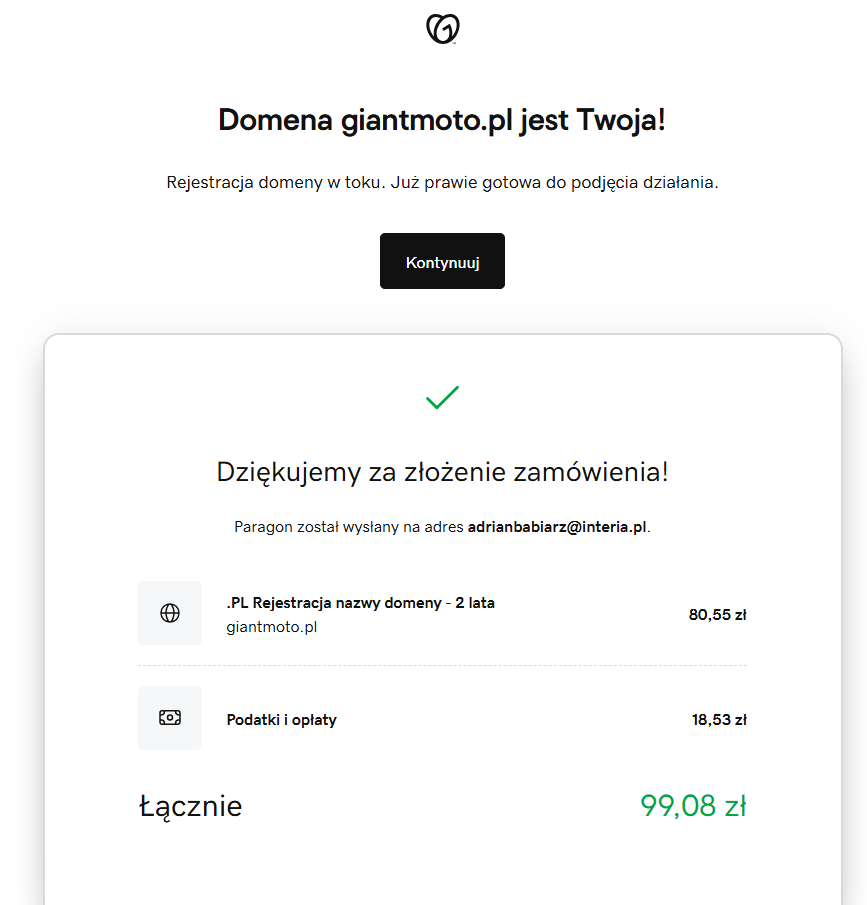 Domena giantmoto.pl jest Twoja!
Rejestracja domeny w toku. Już prawie gotowa do podjęcia działania.
Kontynuuj
Dziękujemy za złożenie zamówienia!
Paragon został wysłany na adres adrianbabiarz@interia.pl.
.PL Rejestracja nazwy domeny - 2 lata
giantmoto.pl
80,55 zł
Podatki i opłaty
18,53 zł
Łącznie
99,08 zł